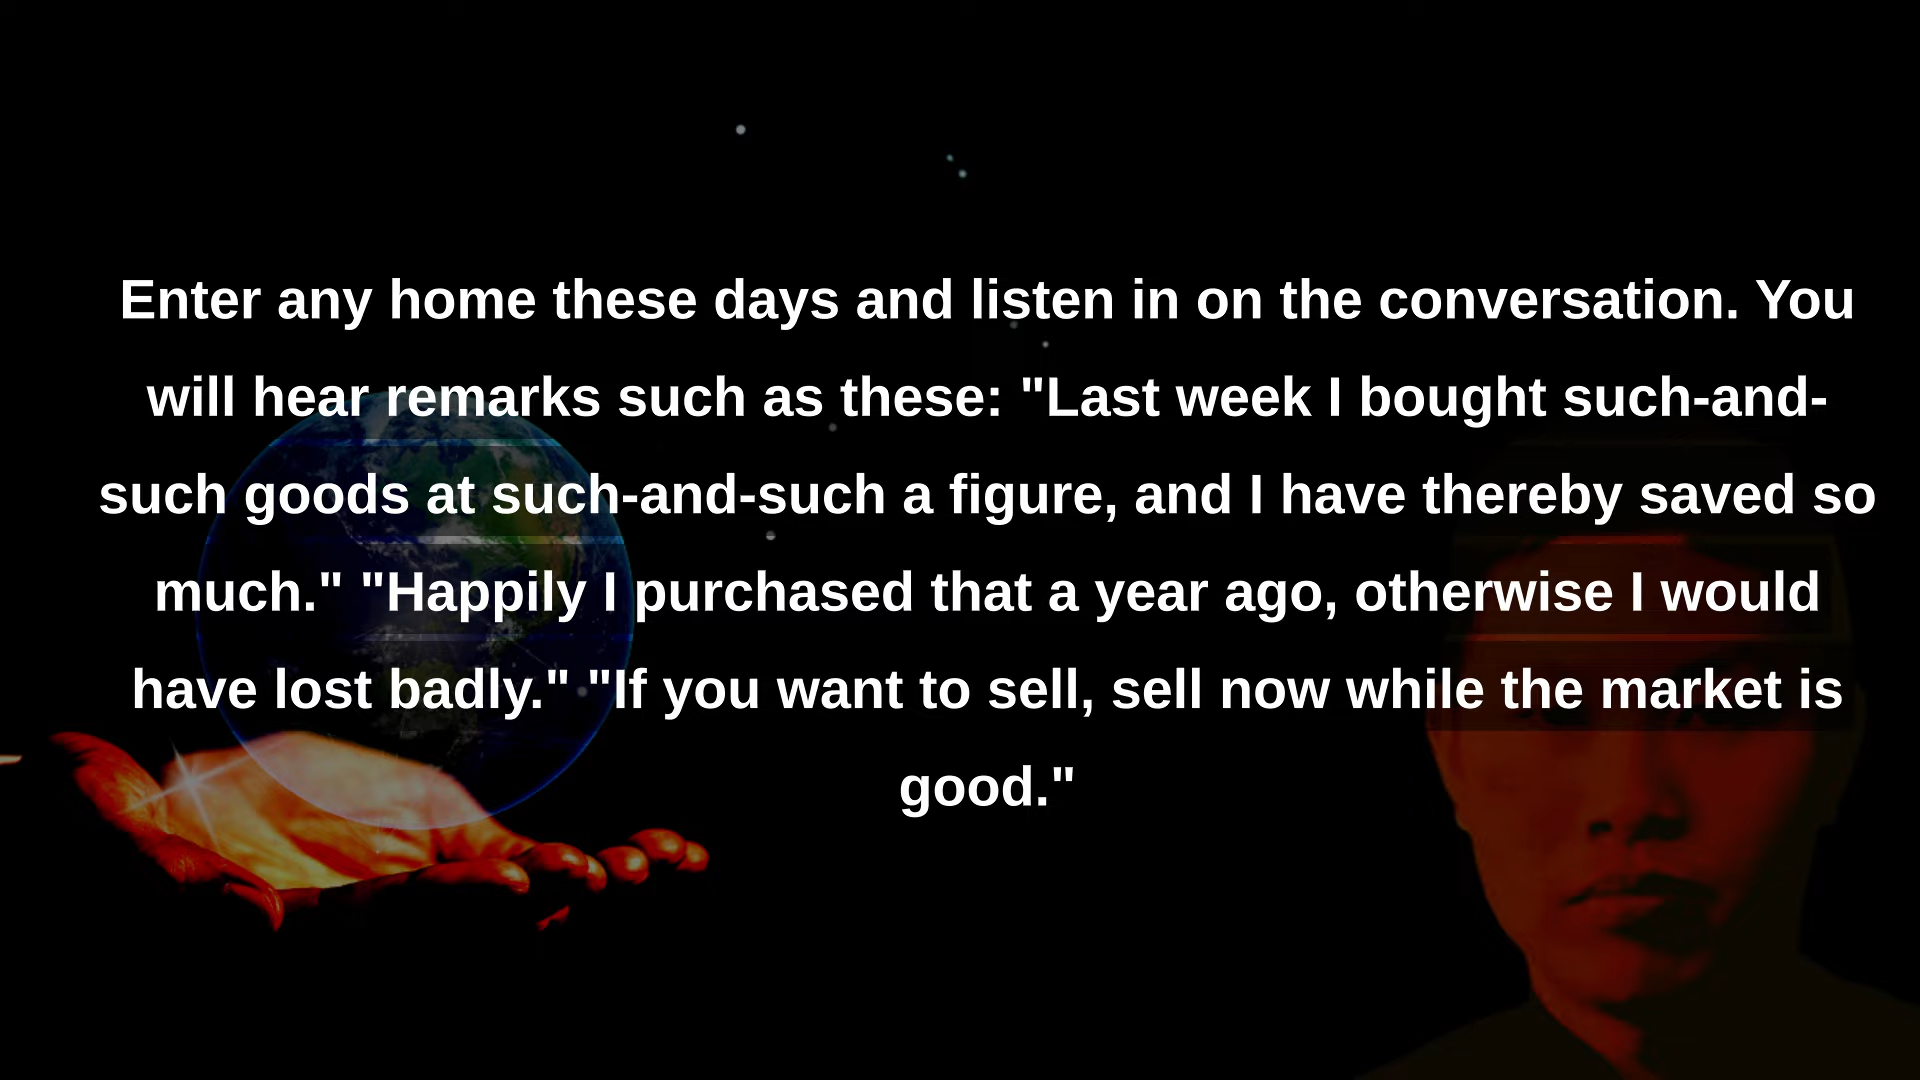 Enter any home these days and listen in on the conversation. You
will hear remarks such as these: "Last week I bought such-and-
such goods at such-and-such a figure, and I have thereby saved so
much." "Happily I purchased that a year ago, otherwise I would
have lost badly." "If you want to sell, sell now while the market is
good."